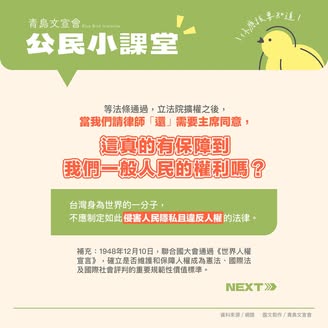 青鳥文宣會 Blue Bird Initiative
公民小課堂
！小應該要知道！
等法條通過，立法院擴權之後，
當我們請律師「還」需要主席同意，
這真的有保障到
我們一般人民的權利嗎？
台灣身為世界的一分子，
不應制定如此侵害人民隱私且違反人權的法律。
補充：1948年12月10日，聯合國大會通過《世界人權
宣言》，確立是否維護和保障人權成為憲法、國際法
及國際社會評判的重要規範性價值標準。
NEXT
資料來源 / 網路 圖文製作 / 青鳥文宣會